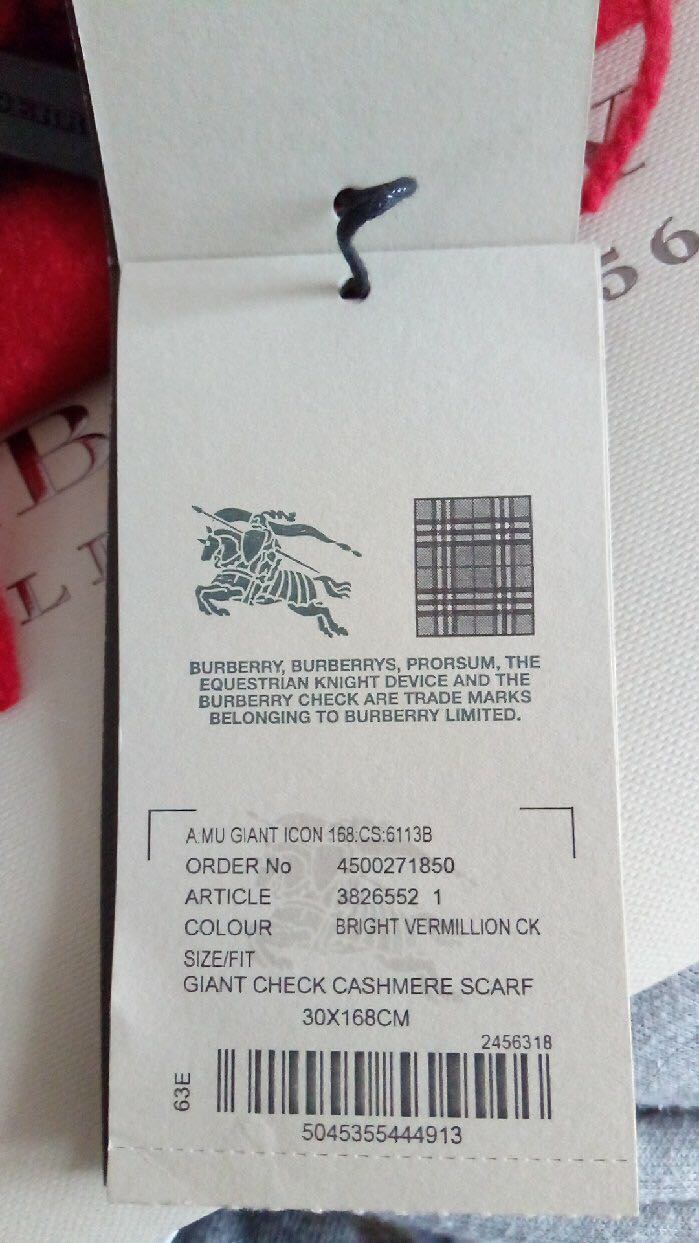 BURBERRY, BURBERRYS, PRORSUM, THE
EQUESTRIAN KNIGHT DEVICE AND THE
BURBERRY CHECK ARE TRADE MARKS
BELONGING TO BURBERRY LIMITED.
A.MU GIANT ICON 168:CS:6113B
ORDER No 4500271850
ARTICLE 3826552 1
COLOUR BRIGHT VERMILLION CK
SIZE/FIT
GIANT CHECK CASHMERE SCARF
30X168CM
2456318
63E
5045355444913
56
B